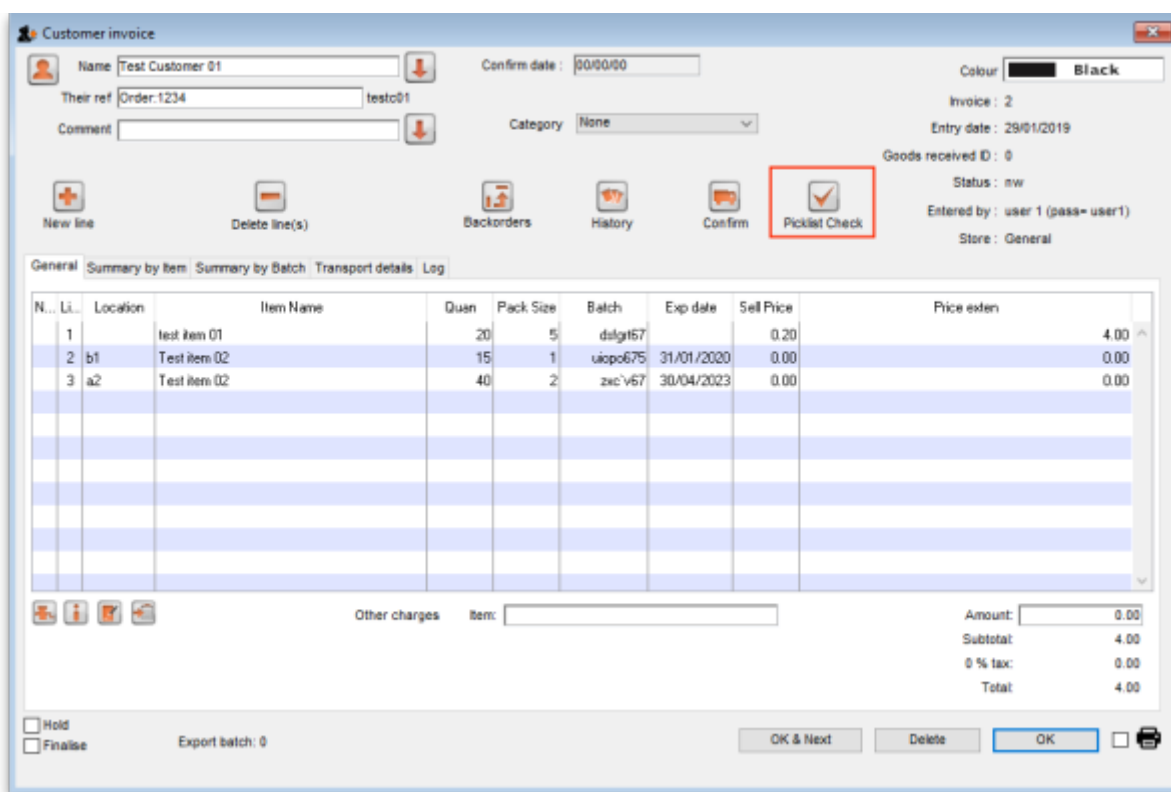 Customer invoice
Name Test Customer 01 Confirm date : 00/00/00 Colour Black
Their ref Order:1234 testc01 Invoice : 2
Comment Category None Entry date : 29/01/2019
Goods received ID : 0
Status : nw
Entered by : user 1 (pass= user1)
Store : General
New line Delete line(s) Backorders History Confirm Picklist Check
General Summary by Item Summary by Batch Transport details Log
N... Li... Location Item Name Quan Pack Size Batch Exp date Sell Price Price exten
1 test item 01 20 5 dsfgrt67 0.20 4.00
2 b1 Test item 02 15 1 uiopo675 31/01/2020 0.00 0.00
3 a2 Test item 02 40 2 zxc`v67 30/04/2023 0.00 0.00
Other charges Item: Amount: 0.00
Subtotal: 4.00
0 % tax: 0.00
Total: 4.00
Hold
Finalise Export batch: 0 OK & Next Delete OK